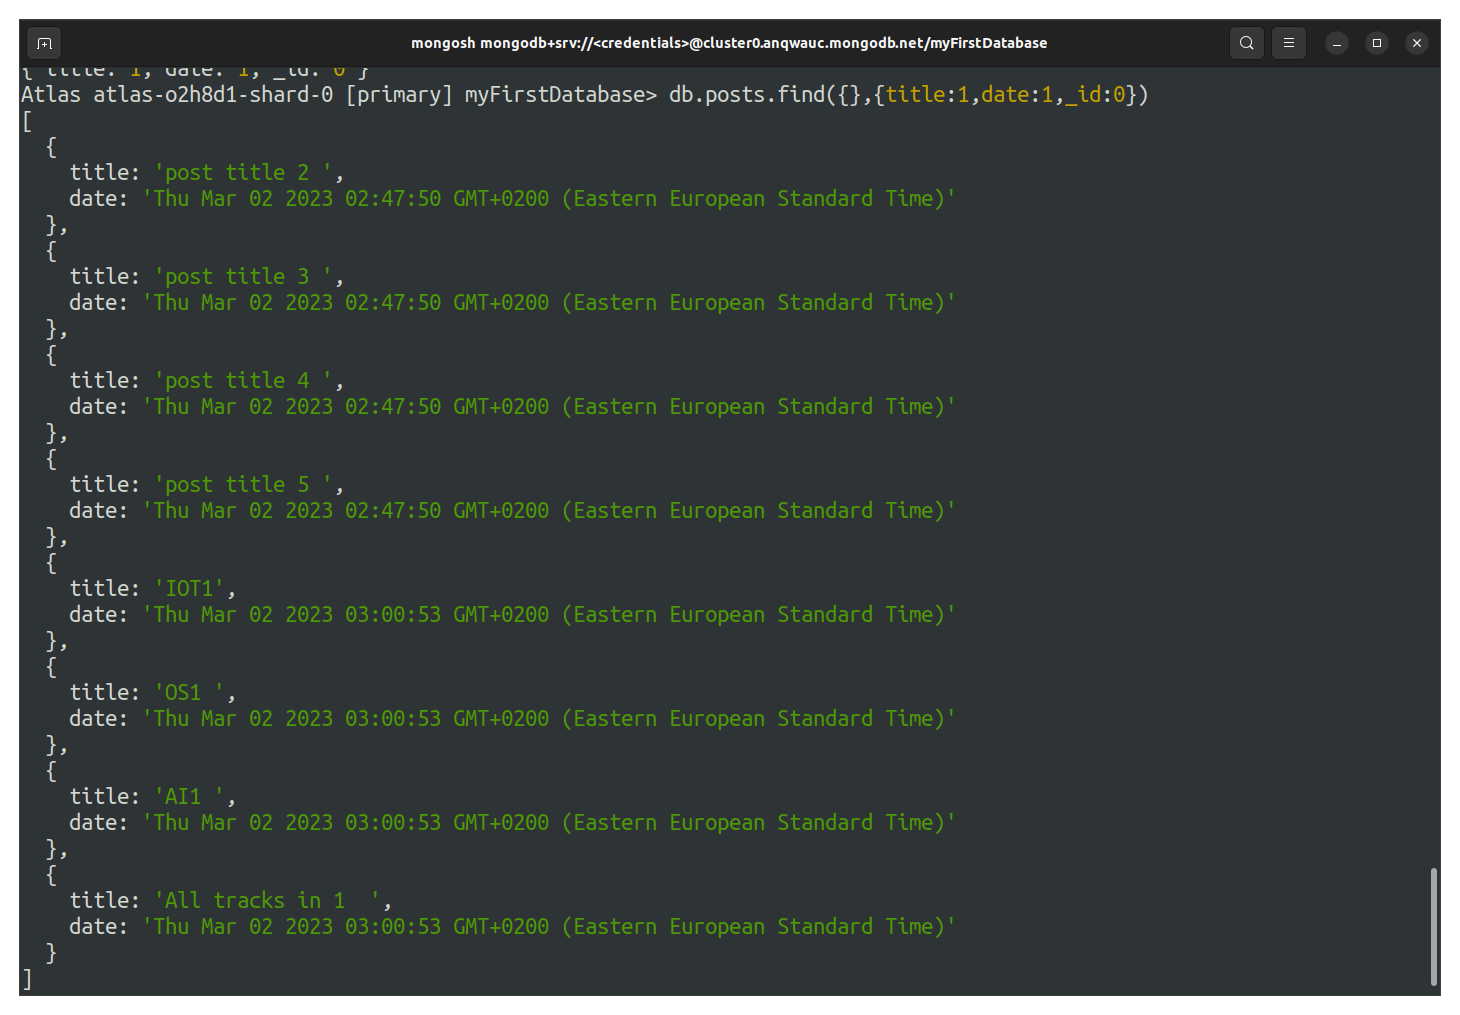 mongosh mongodb+srv://<credentials>@cluster0.anqwauc.mongodb.net/myFirstDatabase
{ title: 1, date: 1, _id: 0 }
Atlas atlas-o2h8d1-shard-0 [primary] myFirstDatabase> db.posts.find({},{title:1,date:1,_id:0})
[
  {
    title: 'post title 2 ',
    date: 'Thu Mar 02 2023 02:47:50 GMT+0200 (Eastern European Standard Time)'
  },
  {
    title: 'post title 3 ',
    date: 'Thu Mar 02 2023 02:47:50 GMT+0200 (Eastern European Standard Time)'
  },
  {
    title: 'post title 4 ',
    date: 'Thu Mar 02 2023 02:47:50 GMT+0200 (Eastern European Standard Time)'
  },
  {
    title: 'post title 5 ',
    date: 'Thu Mar 02 2023 02:47:50 GMT+0200 (Eastern European Standard Time)'
  },
  {
    title: 'IOT1',
    date: 'Thu Mar 02 2023 03:00:53 GMT+0200 (Eastern European Standard Time)'
  },
  {
    title: 'OS1 ',
    date: 'Thu Mar 02 2023 03:00:53 GMT+0200 (Eastern European Standard Time)'
  },
  {
    title: 'AI1 ',
    date: 'Thu Mar 02 2023 03:00:53 GMT+0200 (Eastern European Standard Time)'
  },
  {
    title: 'All tracks in 1  ',
    date: 'Thu Mar 02 2023 03:00:53 GMT+0200 (Eastern European Standard Time)'
  }
]